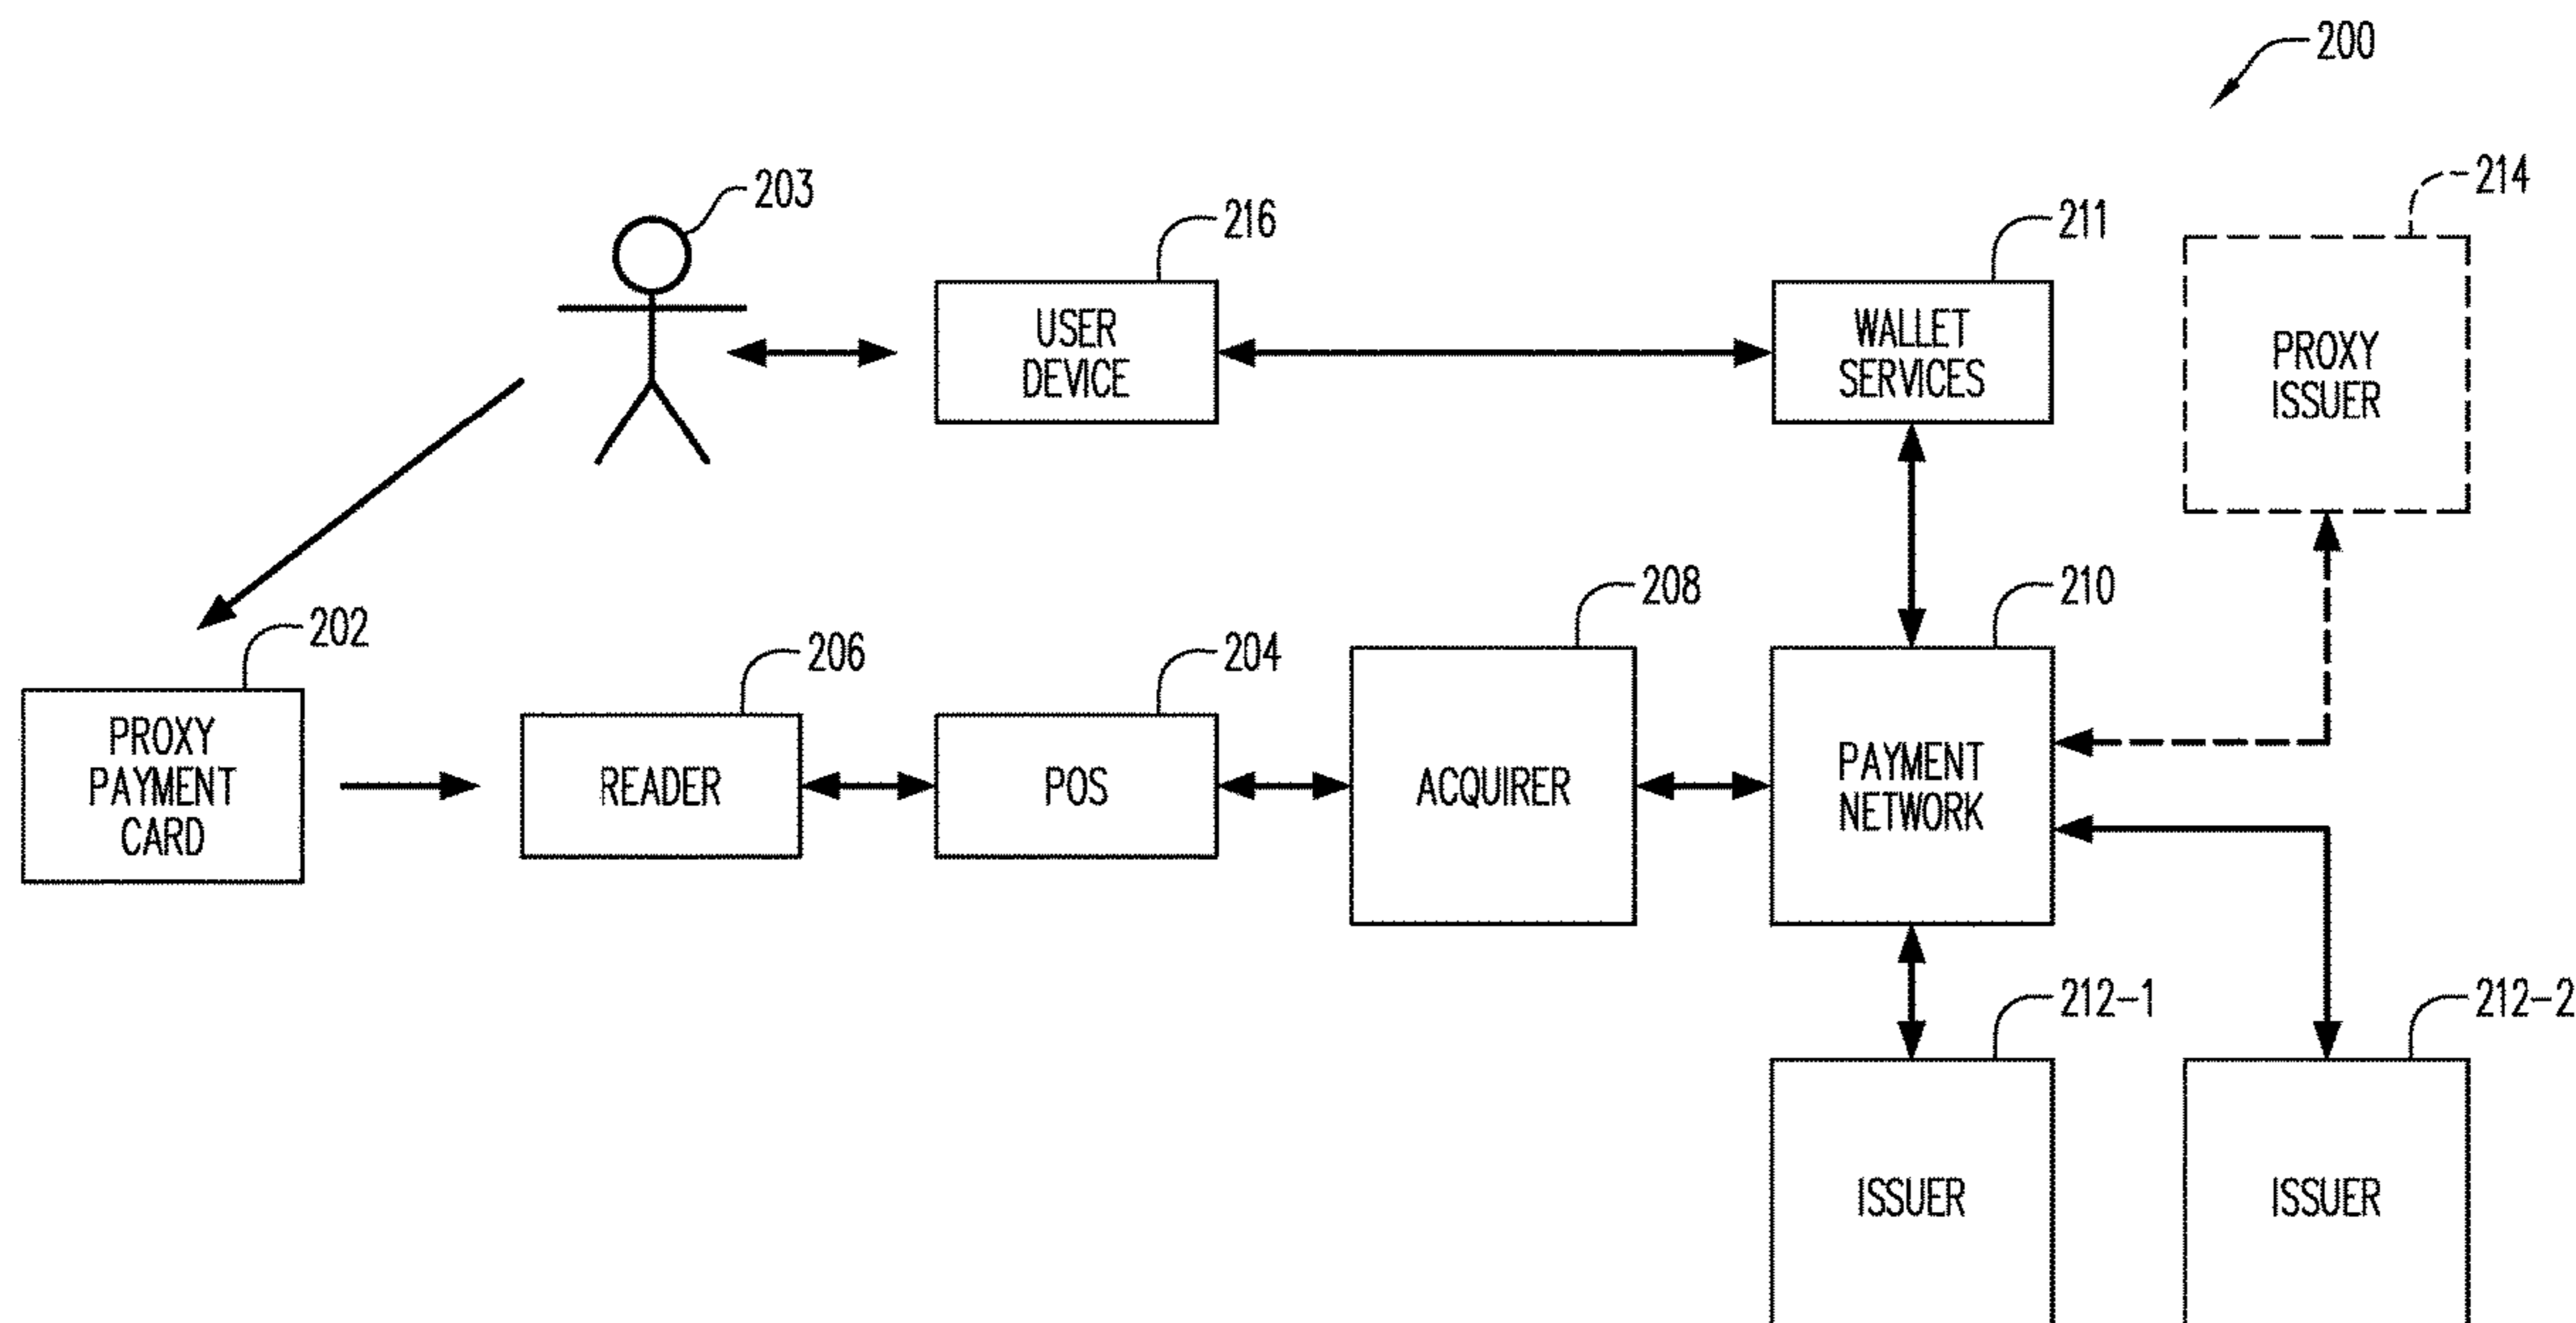 200
203
216
211
214
USER
DEVICE
WALLET
SERVICES
PROXY
ISSUER
202
206
204
208
210
PROXY
PAYMENT
CARD
READER
POS
ACQUIRER
PAYMENT
NETWORK
212-1
212-2
ISSUER
ISSUER